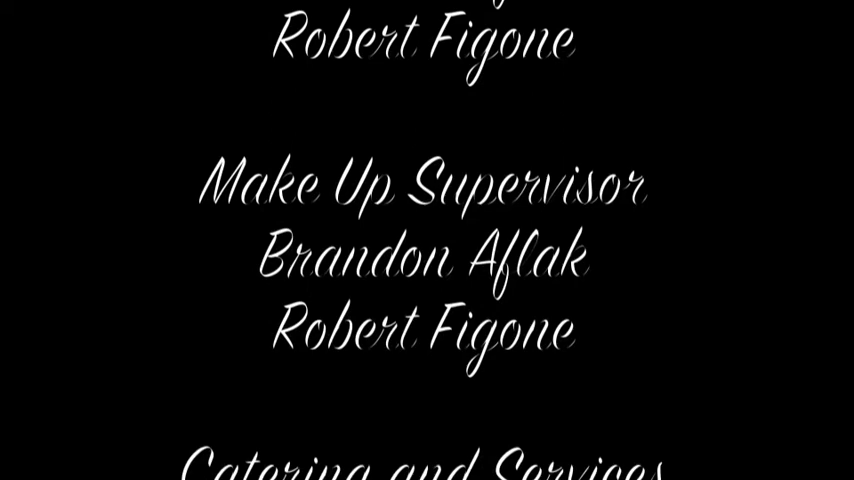 Robert Figone
Make Up Supervisor
Brandon Aflak
Robert Figone
Catering and Services